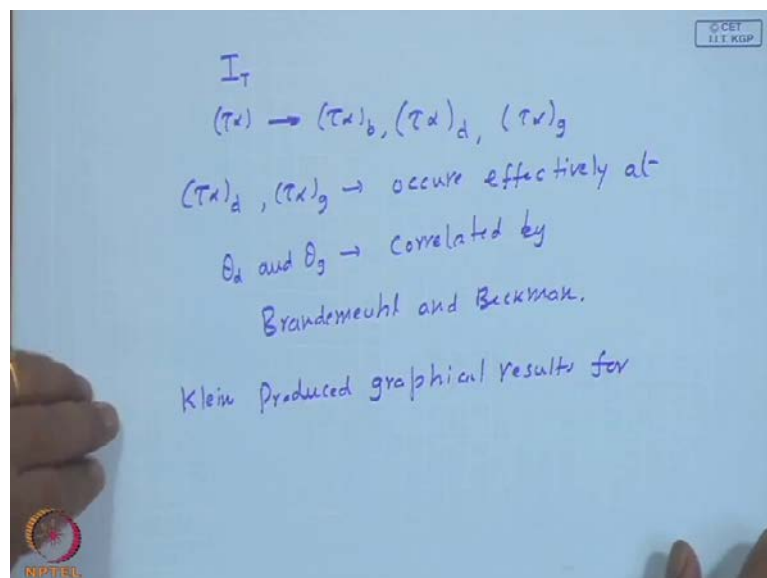 © CET
I.I.T. KGP
I_T
(τα) → (τα)_b, (τα)_d, (τα)_g
(τα)_d, (τα)_g → occure effectively at
θ_d and θ_g → Correlated by
Brandemeuhl and Beckman.
Klein Produced graphical results for
NPTEL